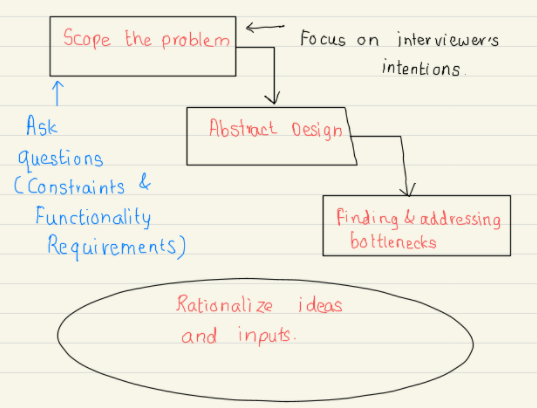 Scope the problem
Focus on interviewer's
intentions.
Ask
questions
(Constraints &
Functionality
Requirements)
Abstract Design
Finding & addressing
bottlenecks
Rationalize ideas
and inputs.